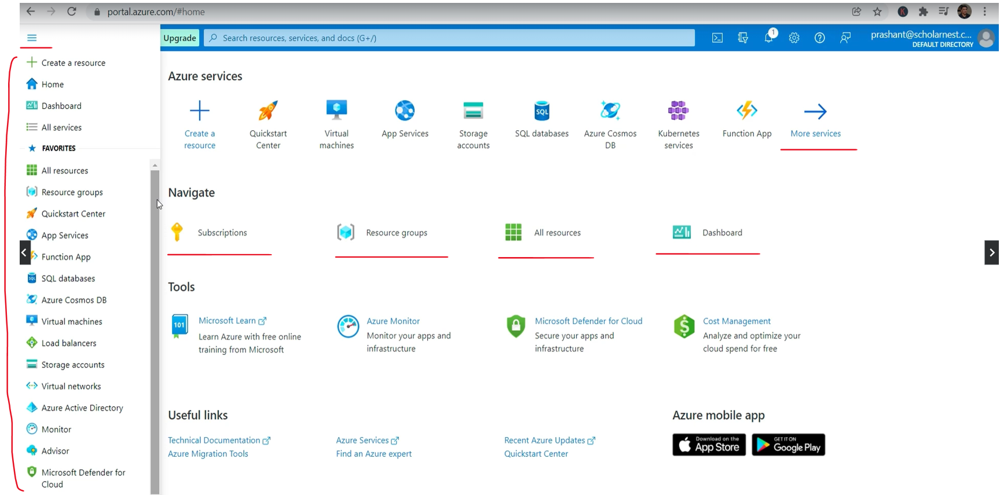 portal.azure.com/#home
K
Upgrade
Search resources, services, and docs (G+/)
1
prashant@scholarnest.c...
DEFAULT DIRECTORY
Create a resource
Home
Dashboard
All services
FAVORITES
All resources
Resource groups
Quickstart Center
App Services
Function App
SQL databases
Azure Cosmos DB
Virtual machines
Load balancers
Storage accounts
Virtual networks
Azure Active Directory
Monitor
Advisor
Microsoft Defender for
Cloud
Azure services
Create a
resource
Quickstart
Center
Virtual
machines
App Services
Storage
accounts
SQL
SQL databases
Azure Cosmos
DB
Kubernetes
services
Function App
More services
Navigate
Subscriptions
Resource groups
All resources
Dashboard
Tools
101
Microsoft Learn
Learn Azure with free online
training from Microsoft
Azure Monitor
Monitor your apps and
infrastructure
Microsoft Defender for Cloud
Secure your apps and
infrastructure
Cost Management
Analyze and optimize your
cloud spend for free
Useful links
Technical Documentation
Azure Migration Tools
Azure Services
Find an Azure expert
Recent Azure Updates
Quickstart Center
Azure mobile app
Download on the
App Store
GET IT ON
Google Play